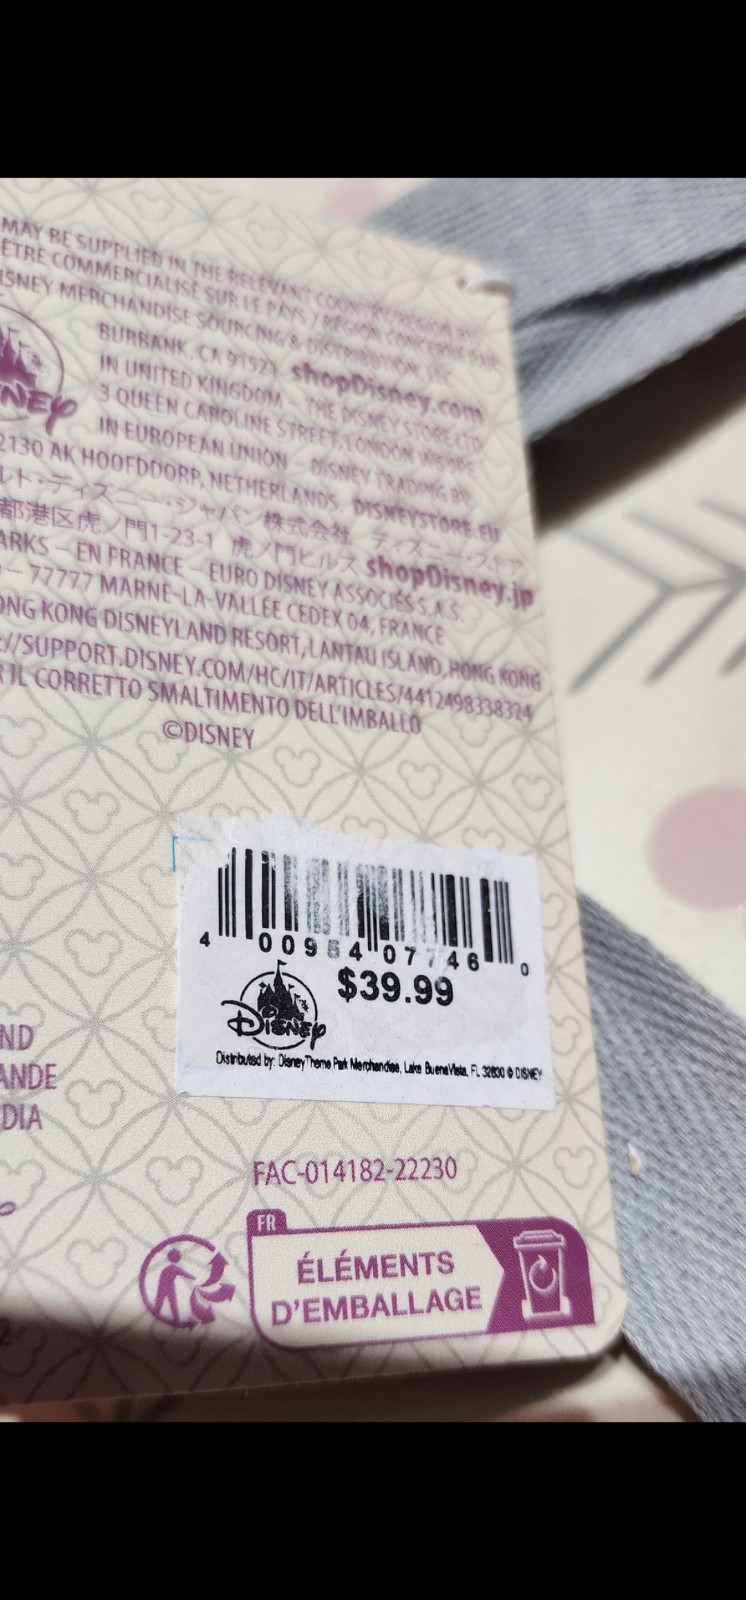 MAY BE SUPPLIED IN THE RELEVANT COUNTRY/REGION BY
ÊTRE COMMERCIALISÉ SUR LE PAYS / RÉGION CONCERNÉ PAR
ISNEY MERCHANDISE SOURCING & DISTRIBUTION, LLC
BURBANK, CA 91521 shopDisney.com
IN UNITED KINGDOM – THE DISNEY STORE LTD
3 QUEEN CAROLINE STREET, LONDON W6 9PE
IN EUROPEAN UNION – DISNEY TRADING BV
2130 AK HOOFDDORP, NETHERLANDS. DISNEYSTORE.EU
ルト・ディズニー・ジャパン株式会社 ディズニーストア
都港区虎ノ門1-23-1 虎ノ門ヒルズ shopDisney.jp
ARKS – EN FRANCE – EURO DISNEY ASSOCIÉS S.A.S.
– 77777 MARNE-LA-VALLÉE CEDEX 04, FRANCE
ONG KONG DISNEYLAND RESORT, LANTAU ISLAND, HONG KONG
://SUPPORT.DISNEY.COM/HC/IT/ARTICLES/4412498338324
R IL CORRETTO SMALTIMENTO DELL'IMBALLO
©DISNEY
4 00964 07746 0
$39.99
Disney
Distributed by: Disney Theme Park Merchandise, Lake Buena Vista, FL 32830 © DISNEY
ND
ANDE
DIA
FAC-014182-22230
FR
ÉLÉMENTS
D'EMBALLAGE